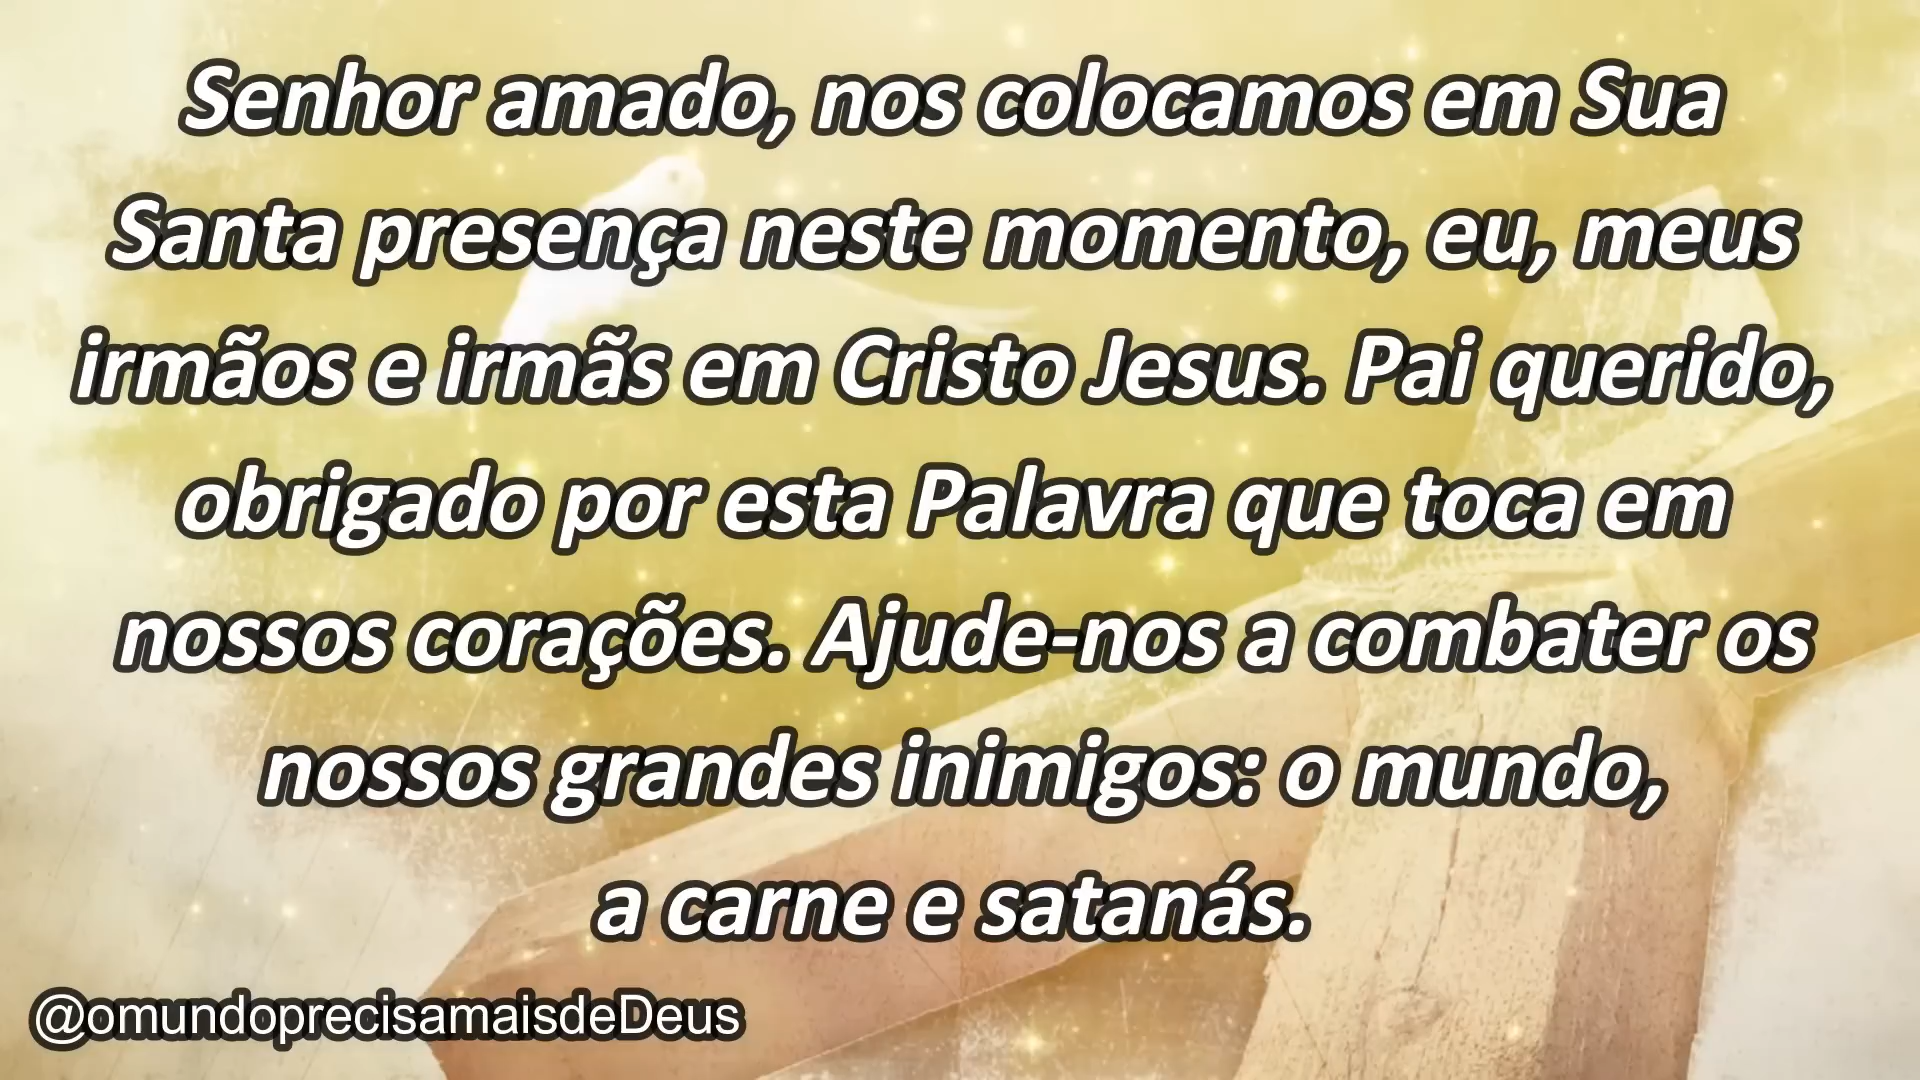 Senhor amado, nos colocamos em Sua
Santa presença neste momento, eu, meus
irmãos e irmãs em Cristo Jesus. Pai querido,
obrigado por esta Palavra que toca em
nossos corações. Ajude-nos a combater os
nossos grandes inimigos: o mundo,
a carne e satanás.
@omundoprecisamaisdeDeus